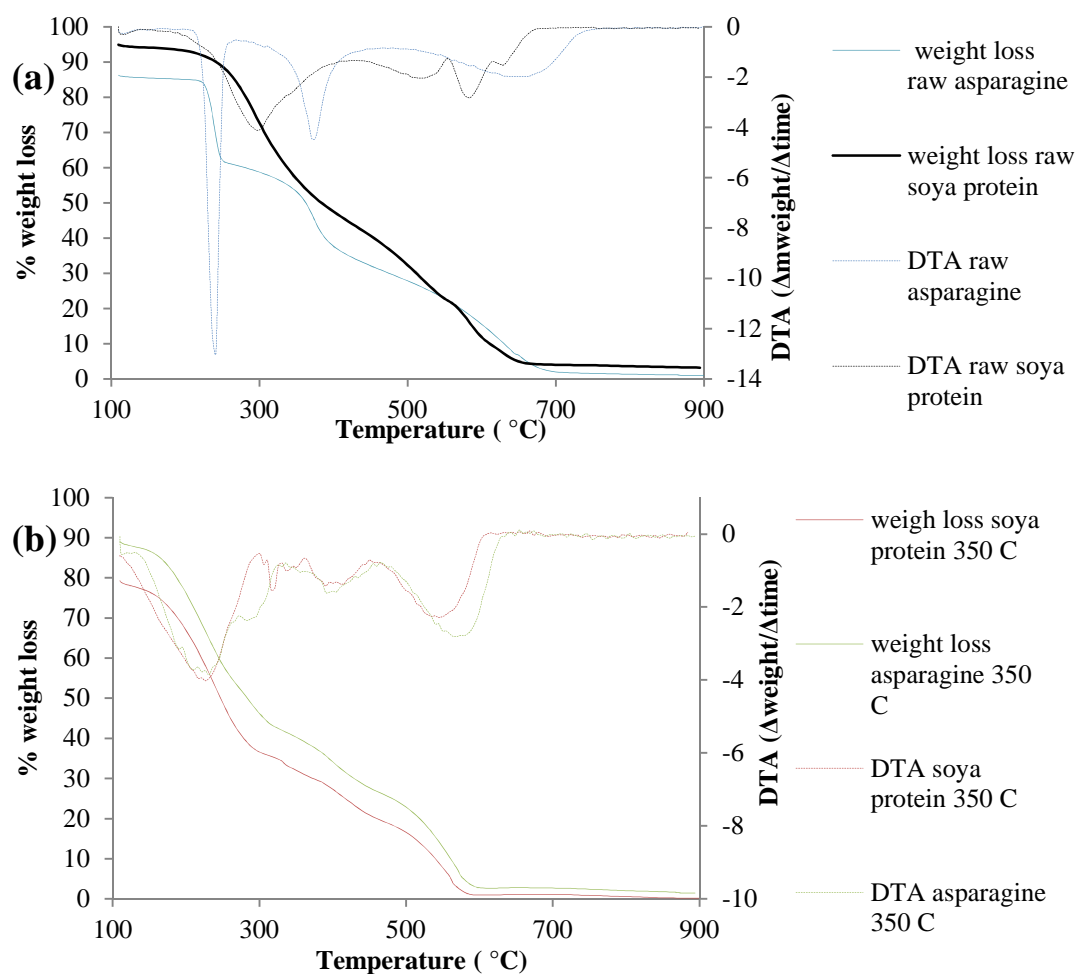 (a)
% weight loss
100
90
80
70
60
50
40
30
20
10
0
100
300
500
700
900
Temperature ( °C)
0
-2
-4
-6
-8
-10
-12
-14
DTA (Δmweight/Δtime)
weight loss
raw asparagine
weight loss raw
soya protein
DTA raw
asparagine
DTA raw soya
protein
(b)
% weight loss
100
90
80
70
60
50
40
30
20
10
0
100
300
500
700
900
Temperature ( °C)
0
-2
-4
-6
-8
-10
DTA (Δweight/Δtime)
weigh loss soya
protein 350 C
weight loss
asparagine 350
C
DTA soya
protein 350 C
DTA asparagine
350 C